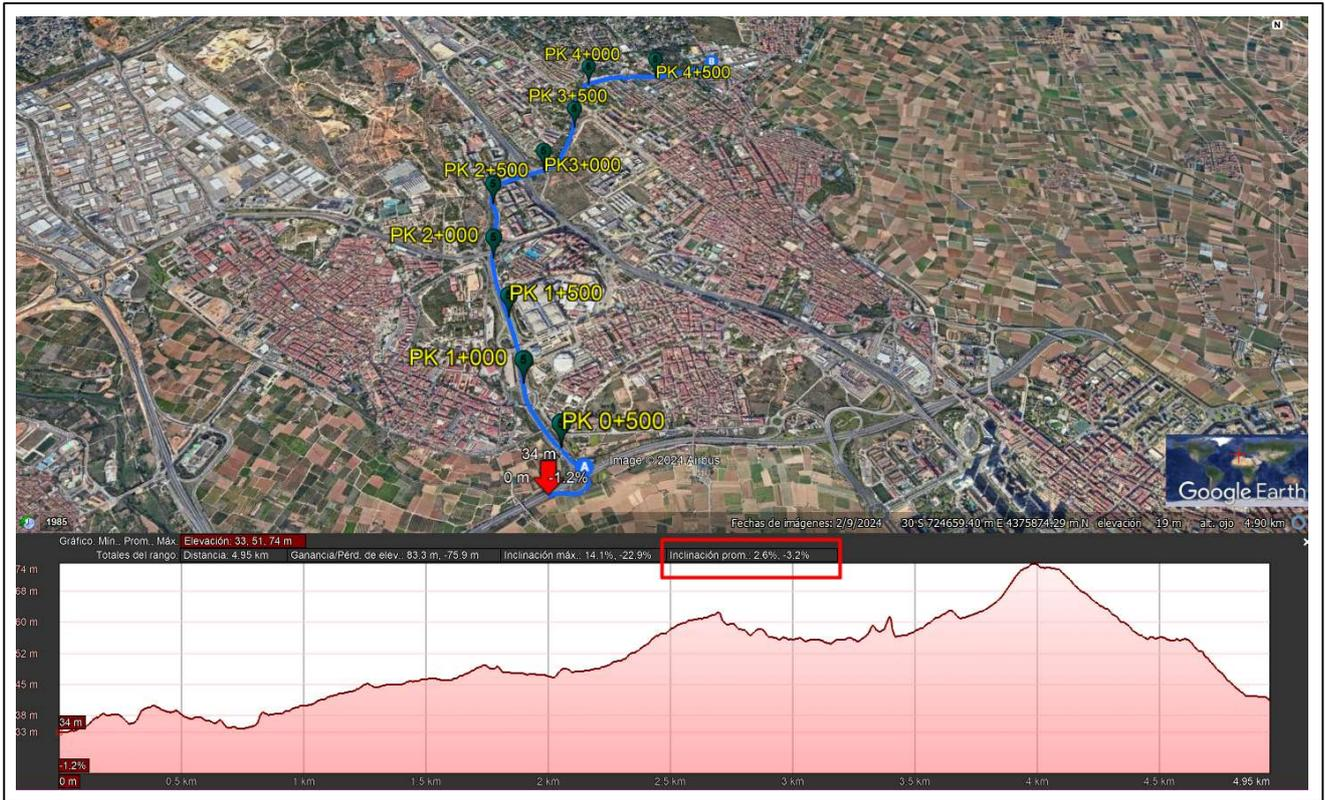 N
PK 4+000
B
PK 4+500
PK 3+500
PK3+000
PK 2+500
PK 2+000
PK 1+500
PK 1+000
PK 0+500
34 m
A
0 m -1.2%
Image © 2024 Airbus
Google Earth
1985
Fechas de imágenes: 2/9/2024 30 S 724659.40 m E 4375874.29 m N elevación 19 m alt. ojo 4.90 km
Gráfico: Mín., Prom., Máx. Elevación: 33, 51, 74 m
Totales del rango: Distancia: 4.95 km Ganancia/Pérd. de elev.: 83.3 m, -75.9 m Inclinación máx.: 14.1%, -22.9% Inclinación prom.: 2.6%, -3.2%
74 m
68 m
60 m
52 m
45 m
38 m
34 m
33 m
-1.2%
0 m 0.5 km 1 km 1.5 km 2 km 2.5 km 3 km 3.5 km 4 km 4.5 km 4.95 km